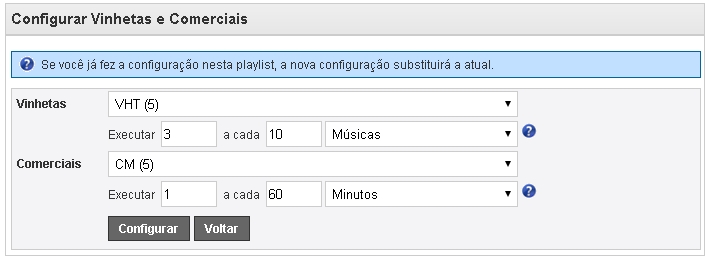 Configurar Vinhetas e Comerciais
Se você já fez a configuração nesta playlist, a nova configuração substituirá a atual.
Vinhetas VHT (5)
Executar 3 a cada 10 Músicas
Comerciais CM (5)
Executar 1 a cada 60 Minutos
Configurar Voltar